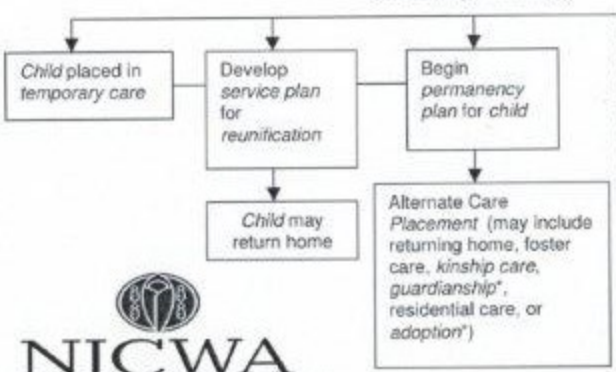 Child placed in
temporary care
Develop
service plan
for
reunification
Begin
permanency
plan for child
Child may
return home
Alternate Care
Placement (may include
returning home, foster
care, kinship care,
guardianship*,
residential care, or
adoption*)
NICWA